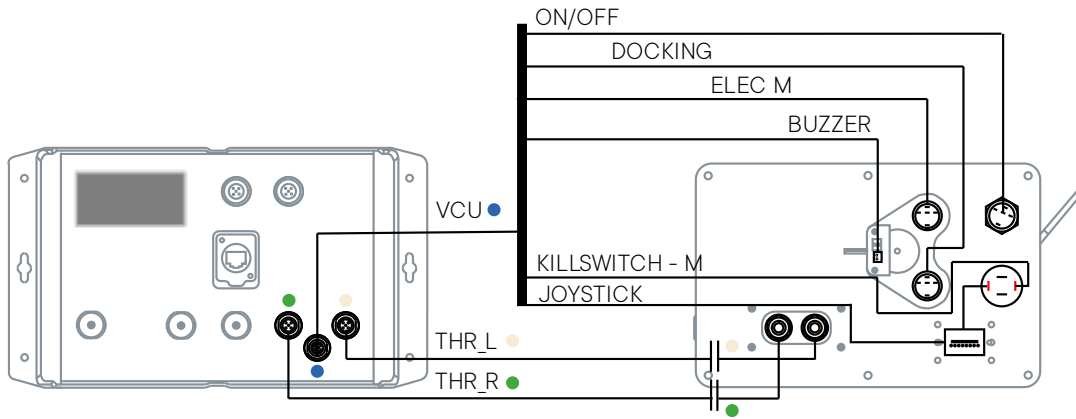 ON/OFF
DOCKING
ELEC M
BUZZER
VCU
KILLSWITCH - M
JOYSTICK
THR_L
THR_R